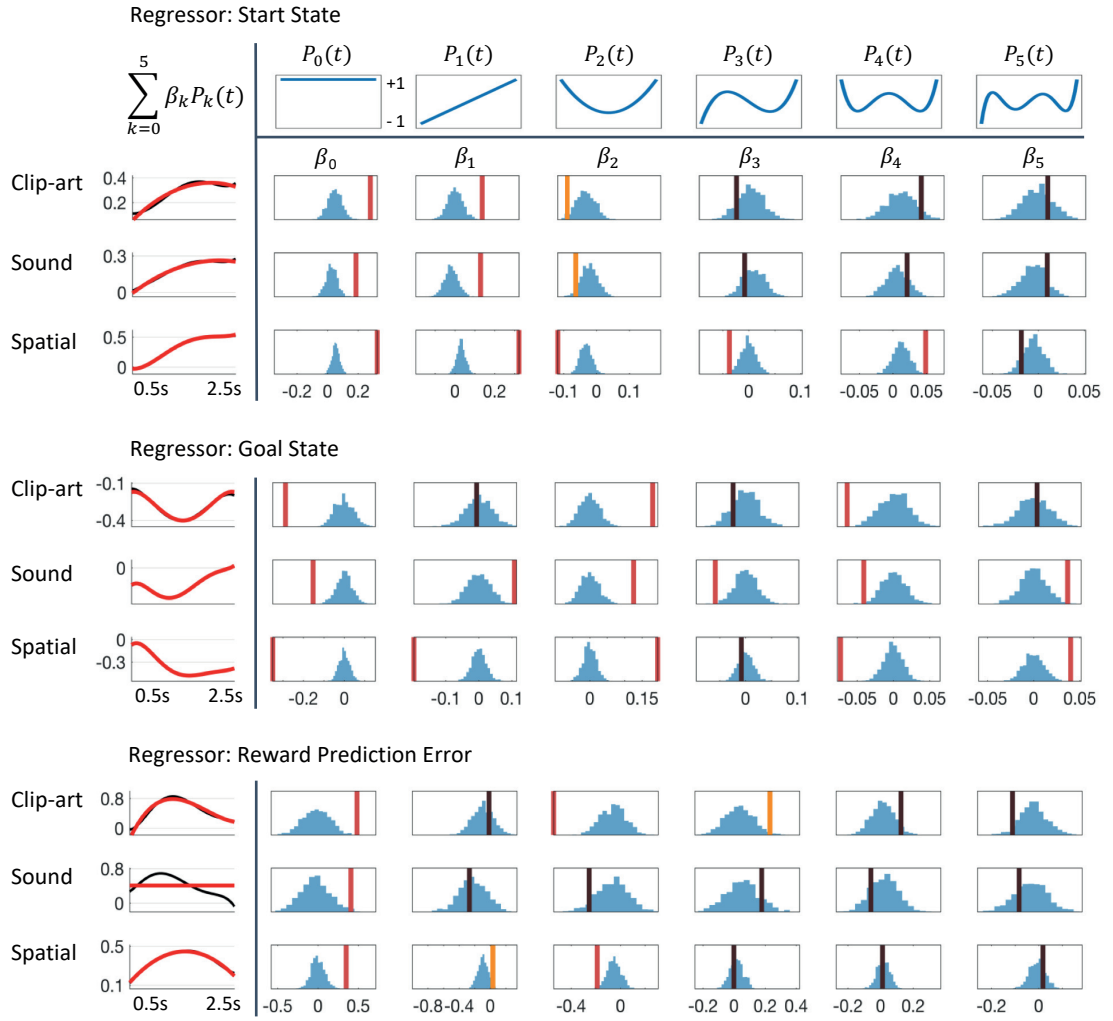 Regressor: Start State
5
∑ β_k P_k(t)
k=0
P_0(t) P_1(t) P_2(t) P_3(t) P_4(t) P_5(t)
+1
- 1
β_0 β_1 β_2 β_3 β_4 β_5
Clip-art 0.4
0.2
Sound 0.3
0
Spatial 0.5
0
0.5s 2.5s
-0.2 0 0.2 0 0.2 -0.1 0 0.1 0 0.1 -0.05 0 0.05 -0.05 0 0.05
Regressor: Goal State
Clip-art -0.1
-0.4
Sound 0
Spatial 0
-0.3
0.5s 2.5s
-0.2 0 -0.1 0 0.1 0 0.15 0 0.1 -0.05 0 0.05 -0.05 0 0.05
Regressor: Reward Prediction Error
Clip-art 0.8
0
Sound 0.8
0
Spatial 0.5
0.1
0.5s 2.5s
-0.5 0 0.5 -0.8 -0.4 0 -0.4 0 -0.2 0 0.2 0.4 -0.2 0 0.2 -0.2 0